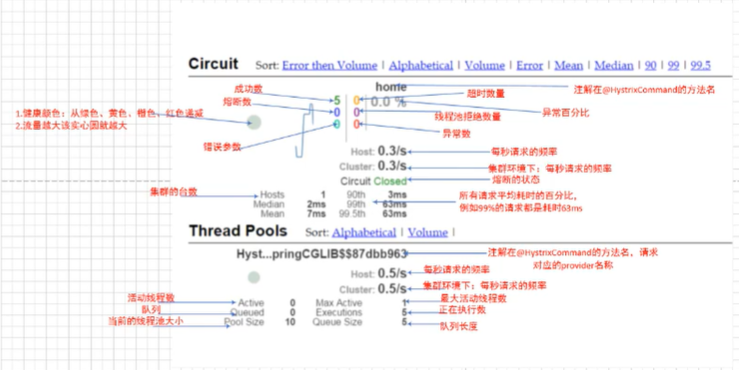 Circuit Sort: Error then Volume | Alphabetical | Volume | Error | Mean | Median | 90 | 99 | 99.5
成功数 home 注解在@HystrixCommand的方法名
熔断数 5 0 0.0 % 超时数量
1.健康颜色：从绿色、黄色、橙色、红色递减 0 0 线程池拒绝数量 异常百分比
2.流量越大该实心圆就越大 0 0 异常数
错误参数
Host: 0.3/s 每秒请求的频率
Cluster: 0.3/s 集群环境下：每秒请求的频率
Circuit Closed 熔断的状态
集群的台数 Hosts 1 90th 3ms 所有请求平均耗时的百分比，
Median 2ms 99th 63ms 例如99%的请求都是耗时63ms
Mean 7ms 99.5th 63ms
Thread Pools Sort: Alphabetical | Volume |
Hyst...pringCGLIB$$87dbb963 注解在@HystrixCommand的方法名，请求
对应的provider名称
Host: 0.5/s 每秒请求的频率
Cluster: 0.5/s 集群环境下：每秒请求的频率
活动线程数 Active 0 Max Active 1 最大活动线程数
队列 Queued 0 Executions 5 正在执行数
当前的线程池大小 Pool Size 10 Queue Size 5 队列长度